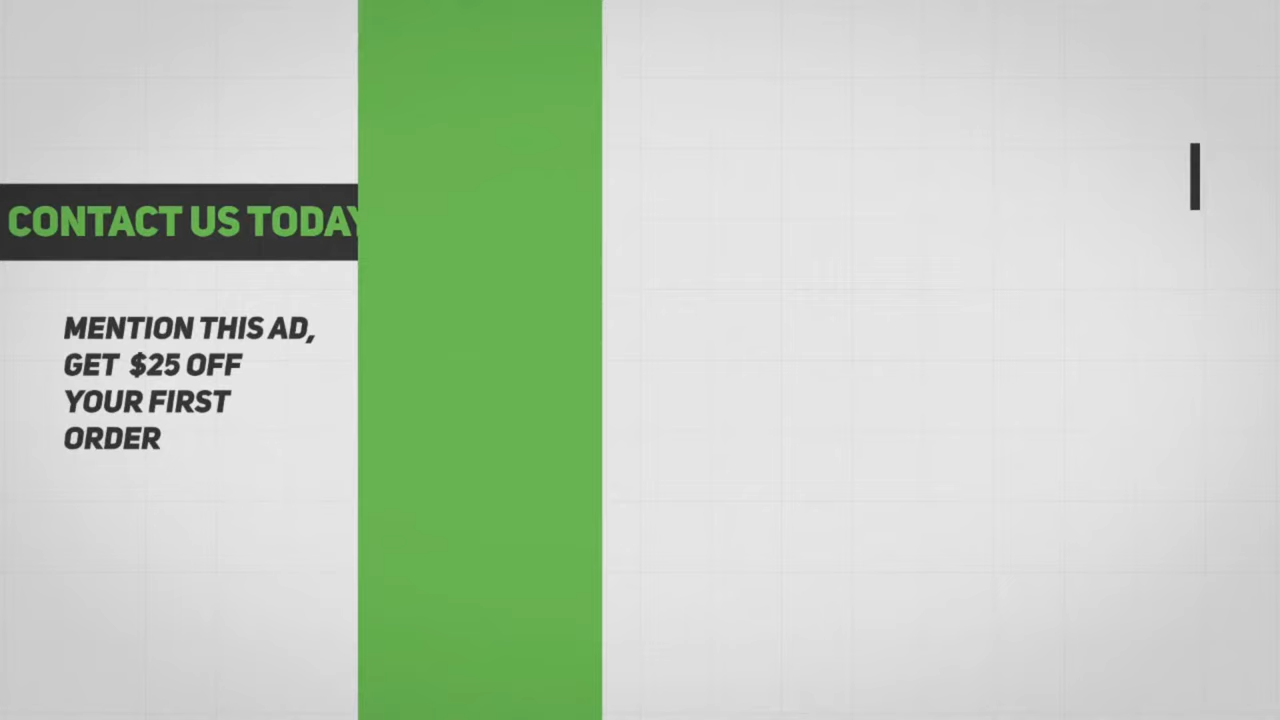 CONTACT US TODAY
MENTION THIS AD,
GET $25 OFF
YOUR FIRST
ORDER